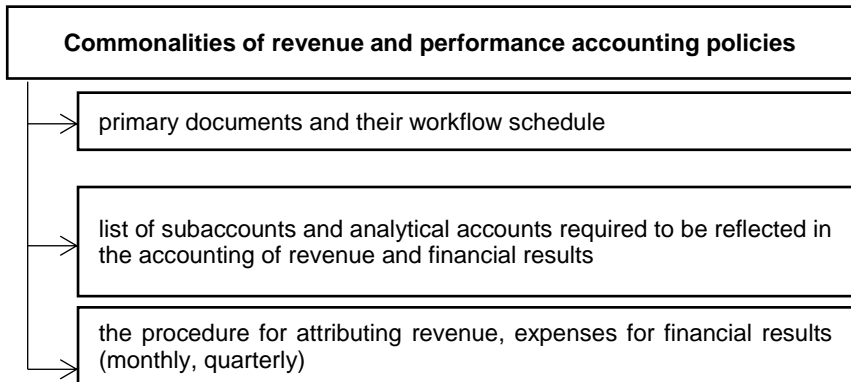 Commonalities of revenue and performance accounting policies
primary documents and their workflow schedule
list of subaccounts and analytical accounts required to be reflected in
the accounting of revenue and financial results
the procedure for attributing revenue, expenses for financial results
(monthly, quarterly)